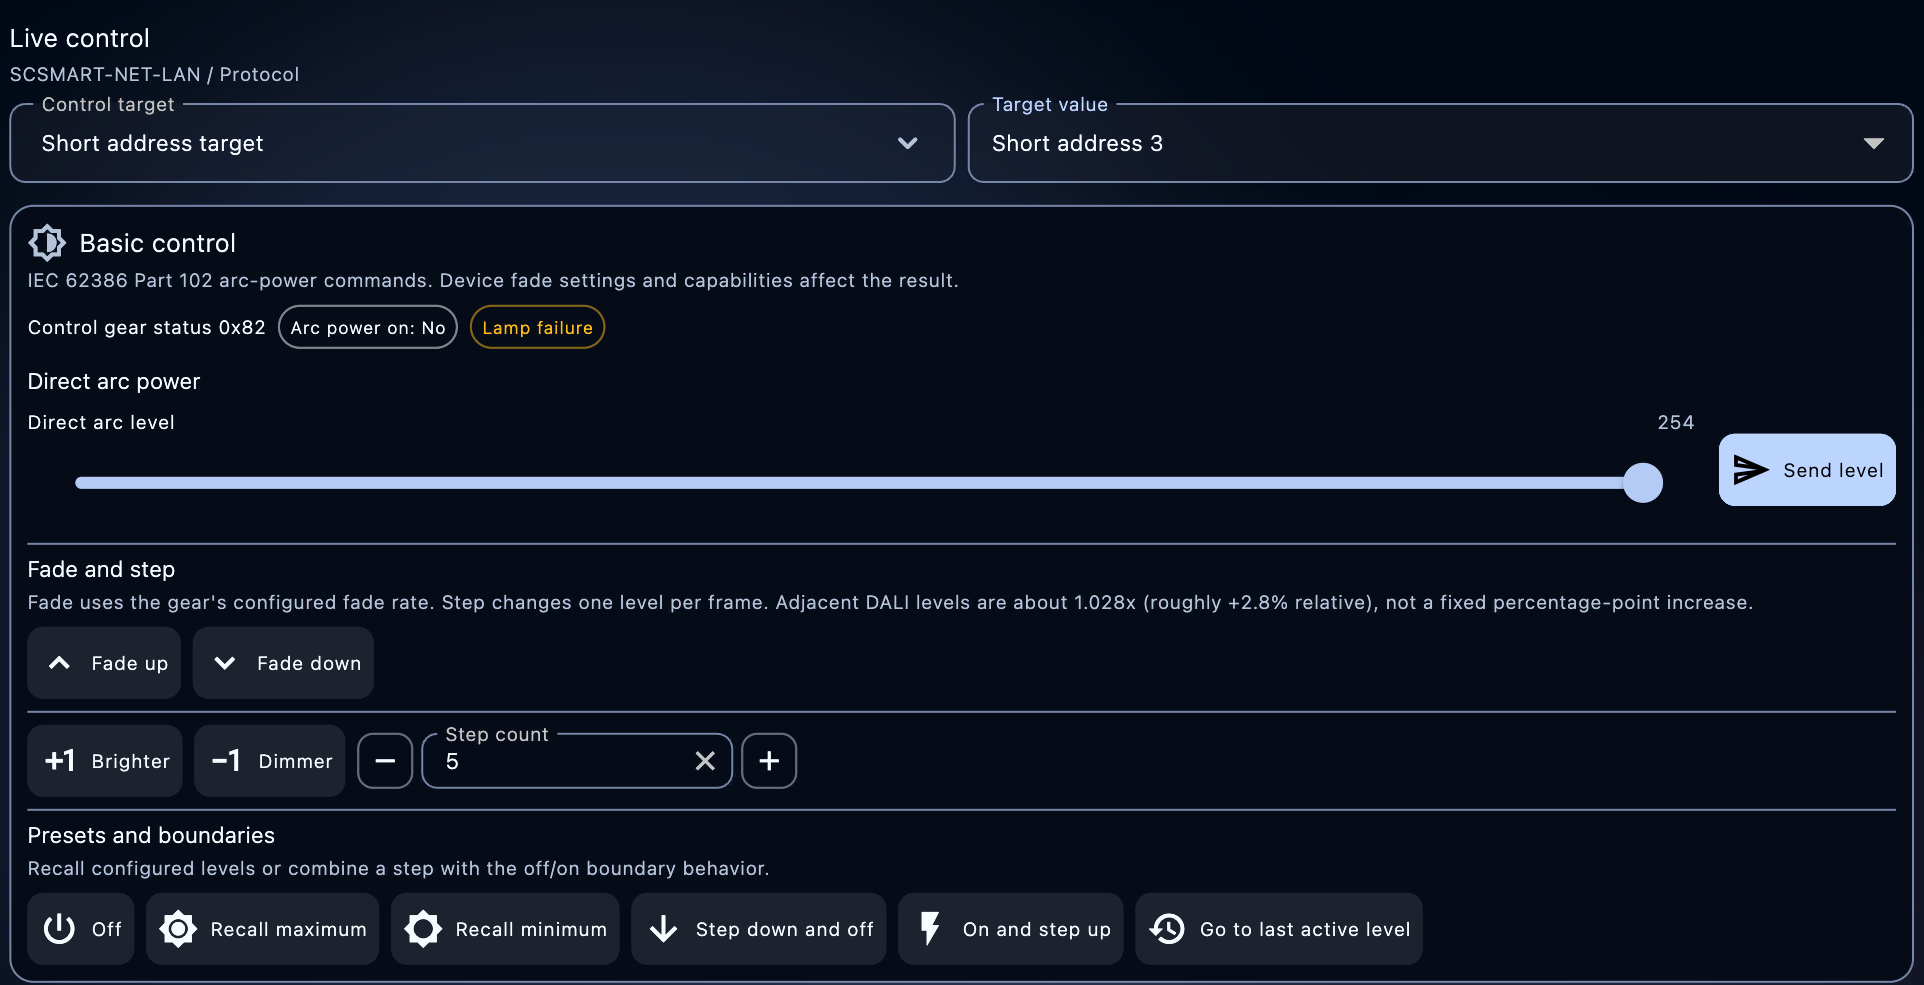 Live control
SCSMART-NET-LAN / Protocol
Control target
Short address target
Target value
Short address 3
Basic control
IEC 62386 Part 102 arc-power commands. Device fade settings and capabilities affect the result.
Control gear status 0x82
Arc power on: No
Lamp failure
Direct arc power
Direct arc level
254
Send level
Fade and step
Fade uses the gear's configured fade rate. Step changes one level per frame. Adjacent DALI levels are about 1.028x (roughly +2.8% relative), not a fixed percentage-point increase.
Fade up
Fade down
+1 Brighter
-1 Dimmer
Step count
5
Presets and boundaries
Recall configured levels or combine a step with the off/on boundary behavior.
Off
Recall maximum
Recall minimum
Step down and off
On and step up
Go to last active level